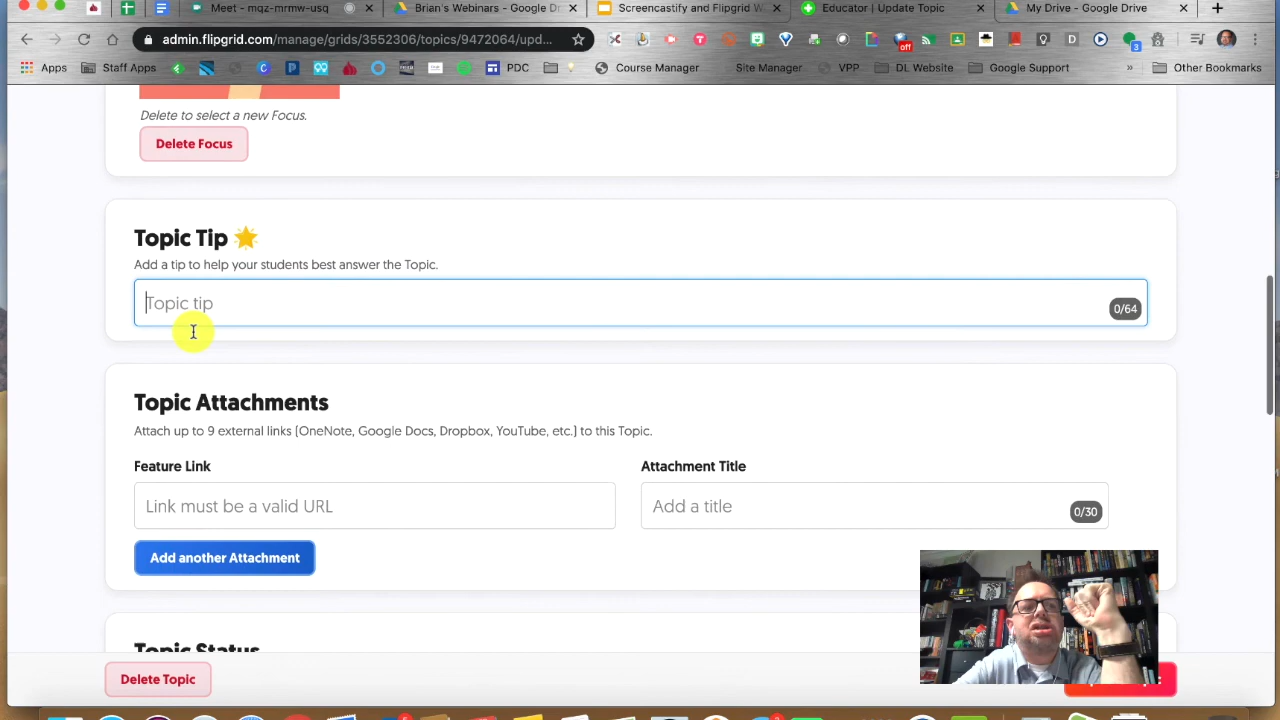 Meet - mqz-mrmw-usq
Brian's Webinars - Google Dr
Screencastify and Flipgrid W
Educator | Update Topic
My Drive - Google Drive
admin.flipgrid.com/manage/grids/3552306/topics/9472064/upd...
off
3
Apps
Staff Apps
PDC
Course Manager
Site Manager
VPP
DL Website
Google Support
»
Other Bookmarks
Delete to select a new Focus.
Delete Focus
Topic Tip
Add a tip to help your students best answer the Topic.
Topic tip
0/64
Topic Attachments
Attach up to 9 external links (OneNote, Google Docs, Dropbox, YouTube, etc.) to this Topic.
Feature Link
Attachment Title
Link must be a valid URL
Add a title
0/30
Add another Attachment
Topic Status
Delete Topic